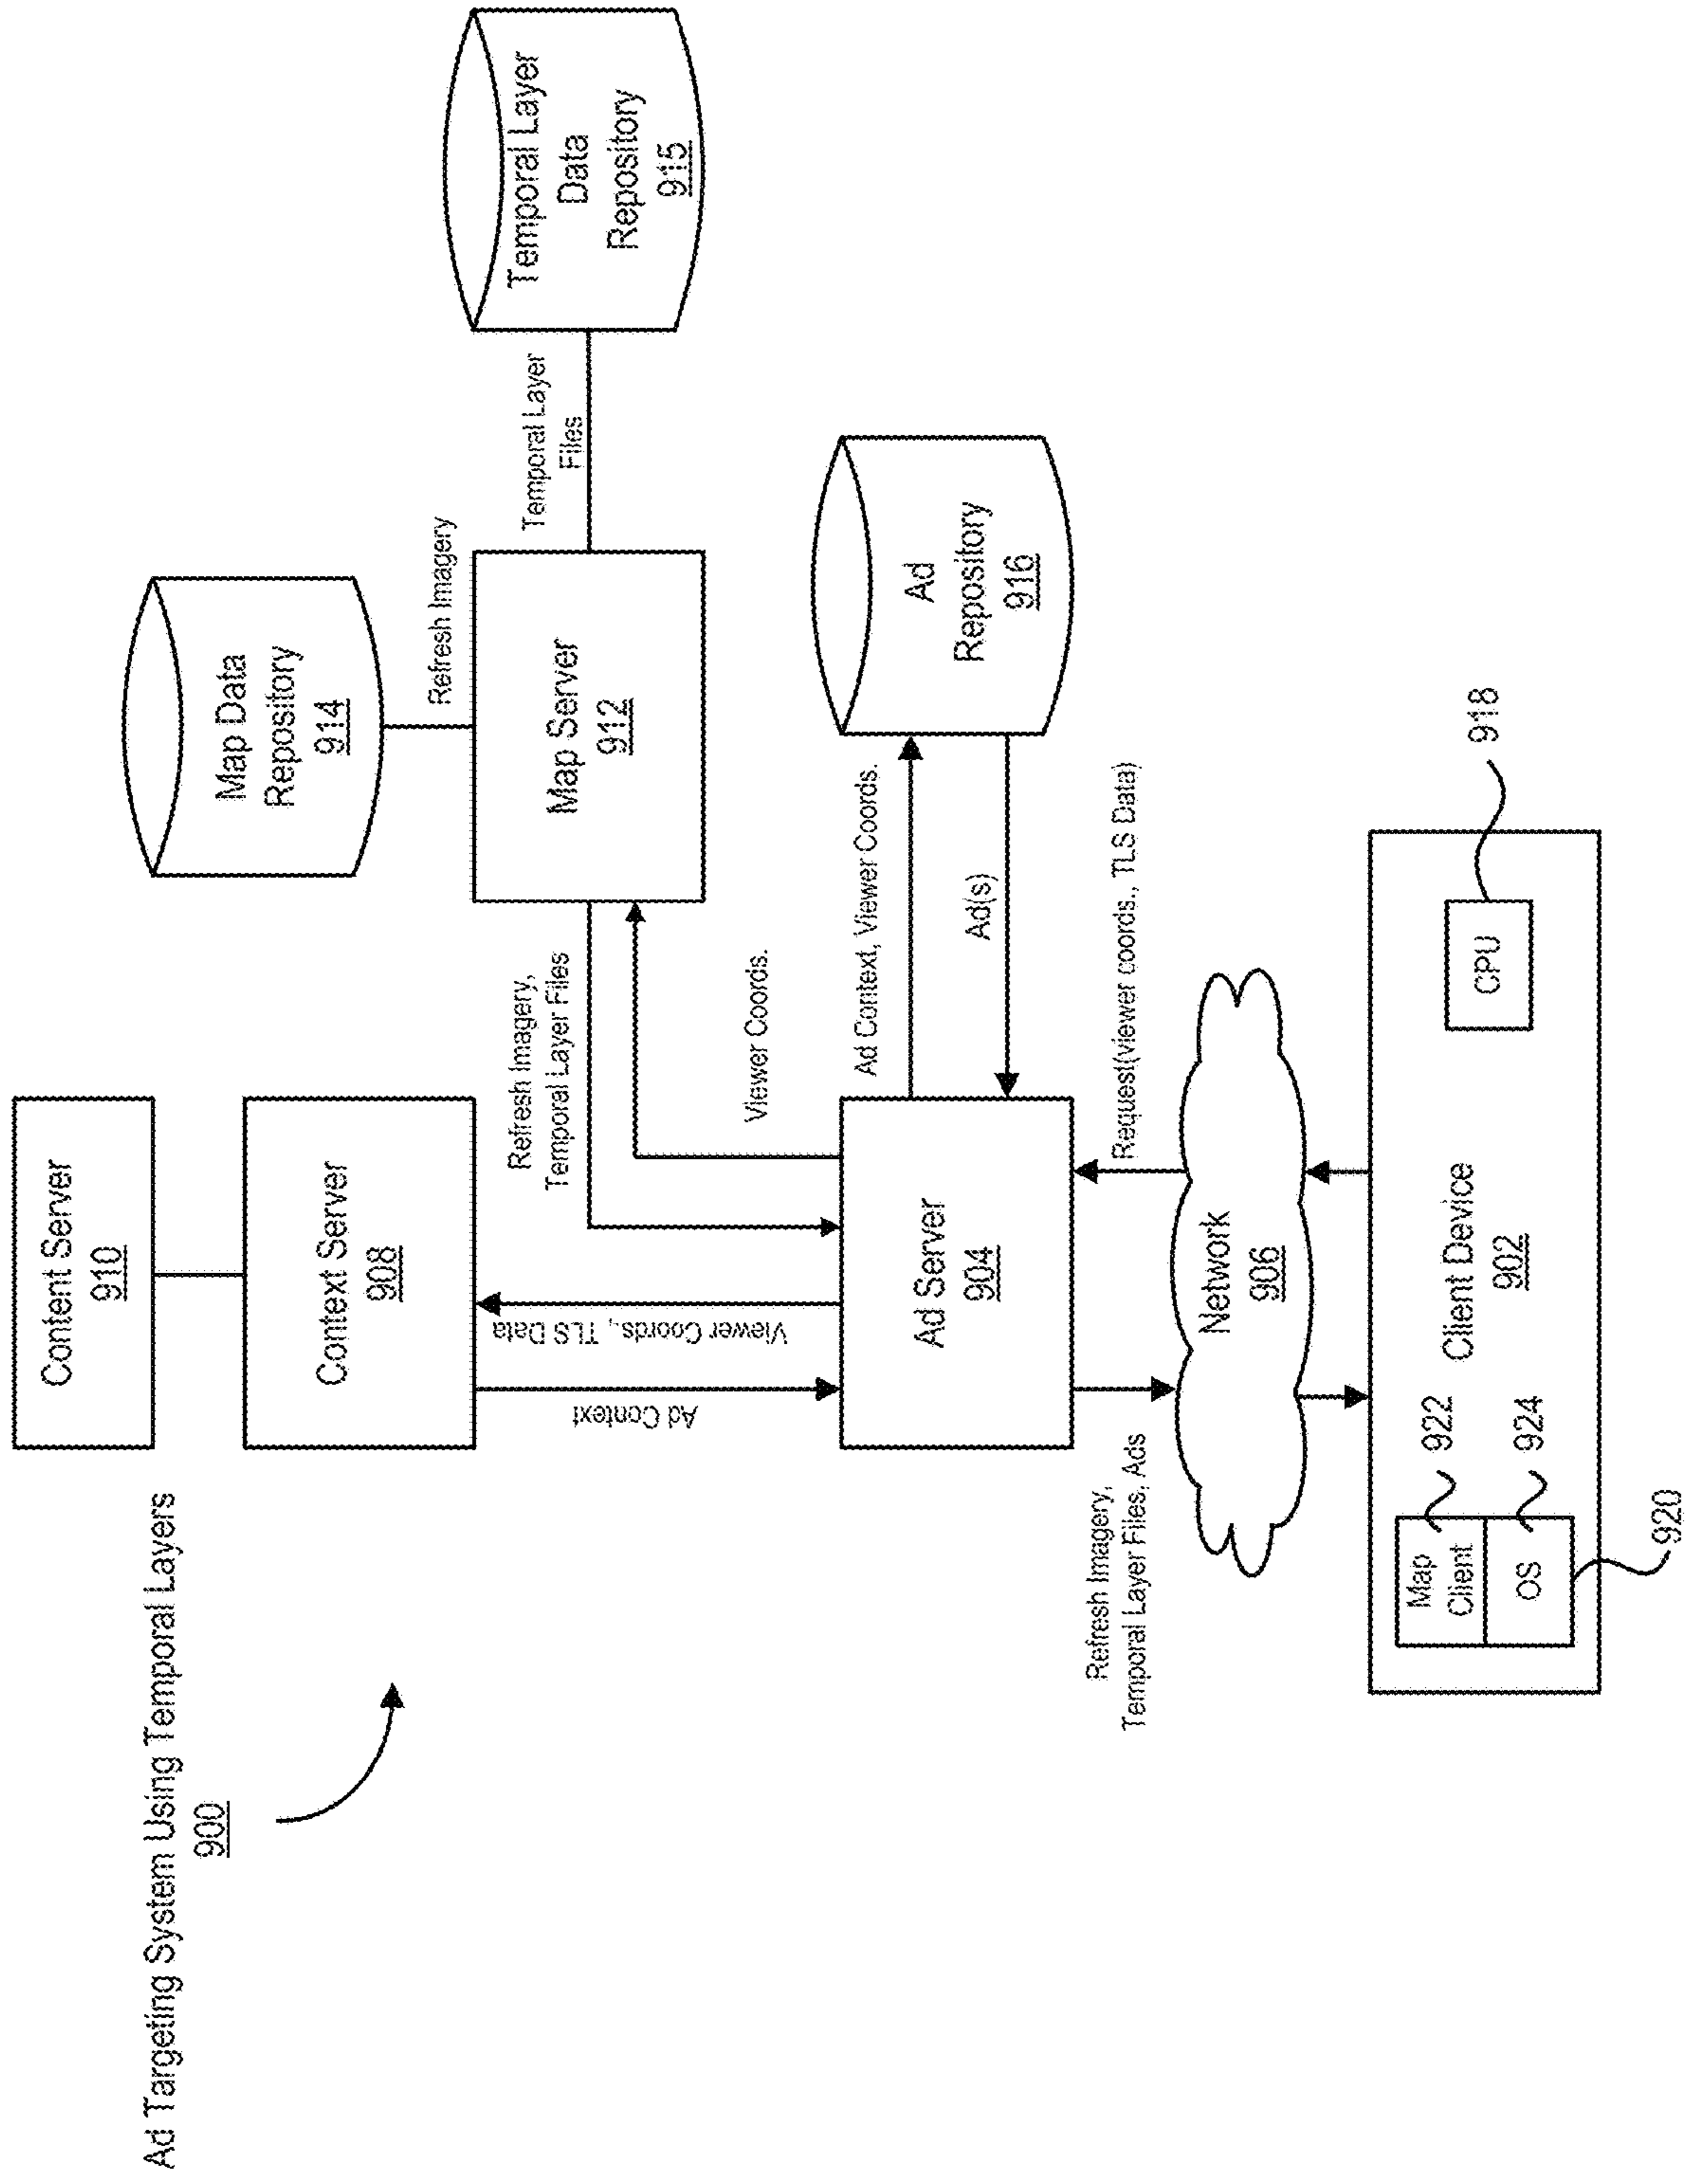 Ad Targeting System Using Temporal Layers
900
Content Server
910
Context Server
908
Map Data
Repository
914
Refresh Imagery
Map Server
912
Temporal Layer
Files
Temporal Layer
Data
Repository
915
Refresh Imagery,
Temporal Layer Files
Viewer Coords.
Viewer Coords., TLS Data
Ad Context
Ad Server
904
Ad Context, Viewer Coords.
Ad(s)
Ad
Repository
916
Refresh Imagery,
Temporal Layer Files, Ads
Request(viewer coords., TLS Data)
Network
906
Client Device
902
Map
Client
OS
922
924
920
CPU
918